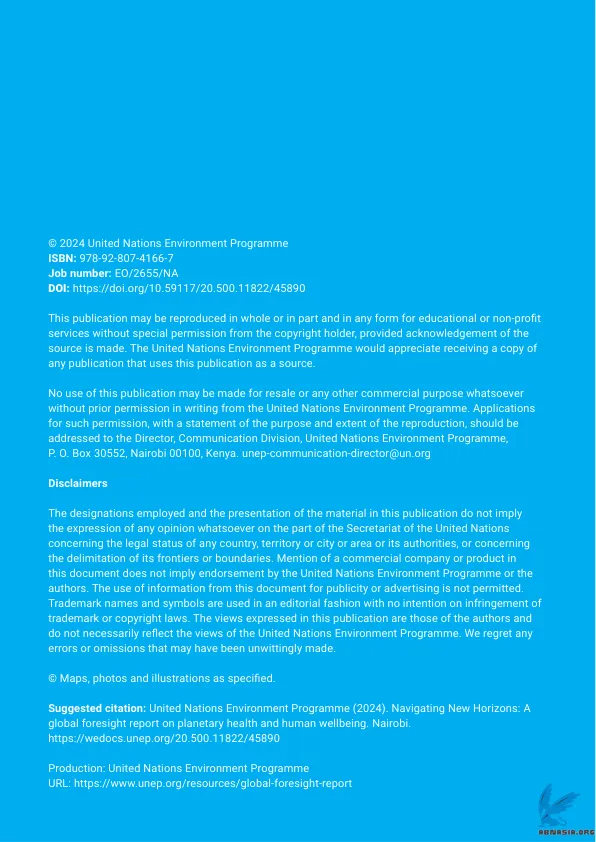 © 2024 United Nations Environment Programme
ISBN: 978-92-807-4166-7
Job number: EO/2655/NA
DOI: https://doi.org/10.59117/20.500.11822/45890
This publication may be reproduced in whole or in part and in any form for educational or non-profit
services without special permission from the copyright holder, provided acknowledgement of the
source is made. The United Nations Environment Programme would appreciate receiving a copy of
any publication that uses this publication as a source.
No use of this publication may be made for resale or any other commercial purpose whatsoever
without prior permission in writing from the United Nations Environment Programme. Applications
for such permission, with a statement of the purpose and extent of the reproduction, should be
addressed to the Director, Communication Division, United Nations Environment Programme,
P. O. Box 30552, Nairobi 00100, Kenya. unep-communication-director@un.org
Disclaimers
The designations employed and the presentation of the material in this publication do not imply
the expression of any opinion whatsoever on the part of the Secretariat of the United Nations
concerning the legal status of any country, territory or city or area or its authorities, or concerning
the delimitation of its frontiers or boundaries. Mention of a commercial company or product in
this document does not imply endorsement by the United Nations Environment Programme or the
authors. The use of information from this document for publicity or advertising is not permitted.
Trademark names and symbols are used in an editorial fashion with no intention on infringement of
trademark or copyright laws. The views expressed in this publication are those of the authors and
do not necessarily reflect the views of the United Nations Environment Programme. We regret any
errors or omissions that may have been unwittingly made.
© Maps, photos and illustrations as specified.
Suggested citation: United Nations Environment Programme (2024). Navigating New Horizons: A
global foresight report on planetary health and human wellbeing. Nairobi.
https://wedocs.unep.org/20.500.11822/45890
Production: United Nations Environment Programme
URL: https://www.unep.org/resources/global-foresight-report
ABNASIA.ORG